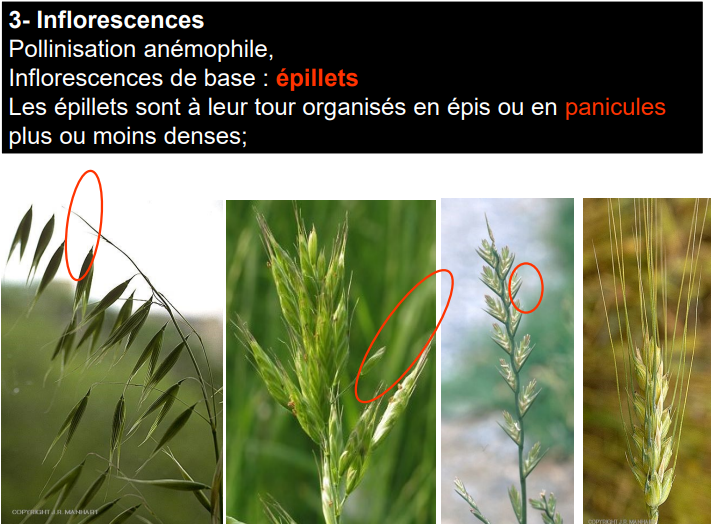 3- Inflorescences
Pollinisation anémophile,
Inflorescences de base : épillets
Les épillets sont à leur tour organisés en épis ou en panicules
plus ou moins denses;
COPYRIGHT J.R. MANHART
COPYRIGHT J.R. MANHART